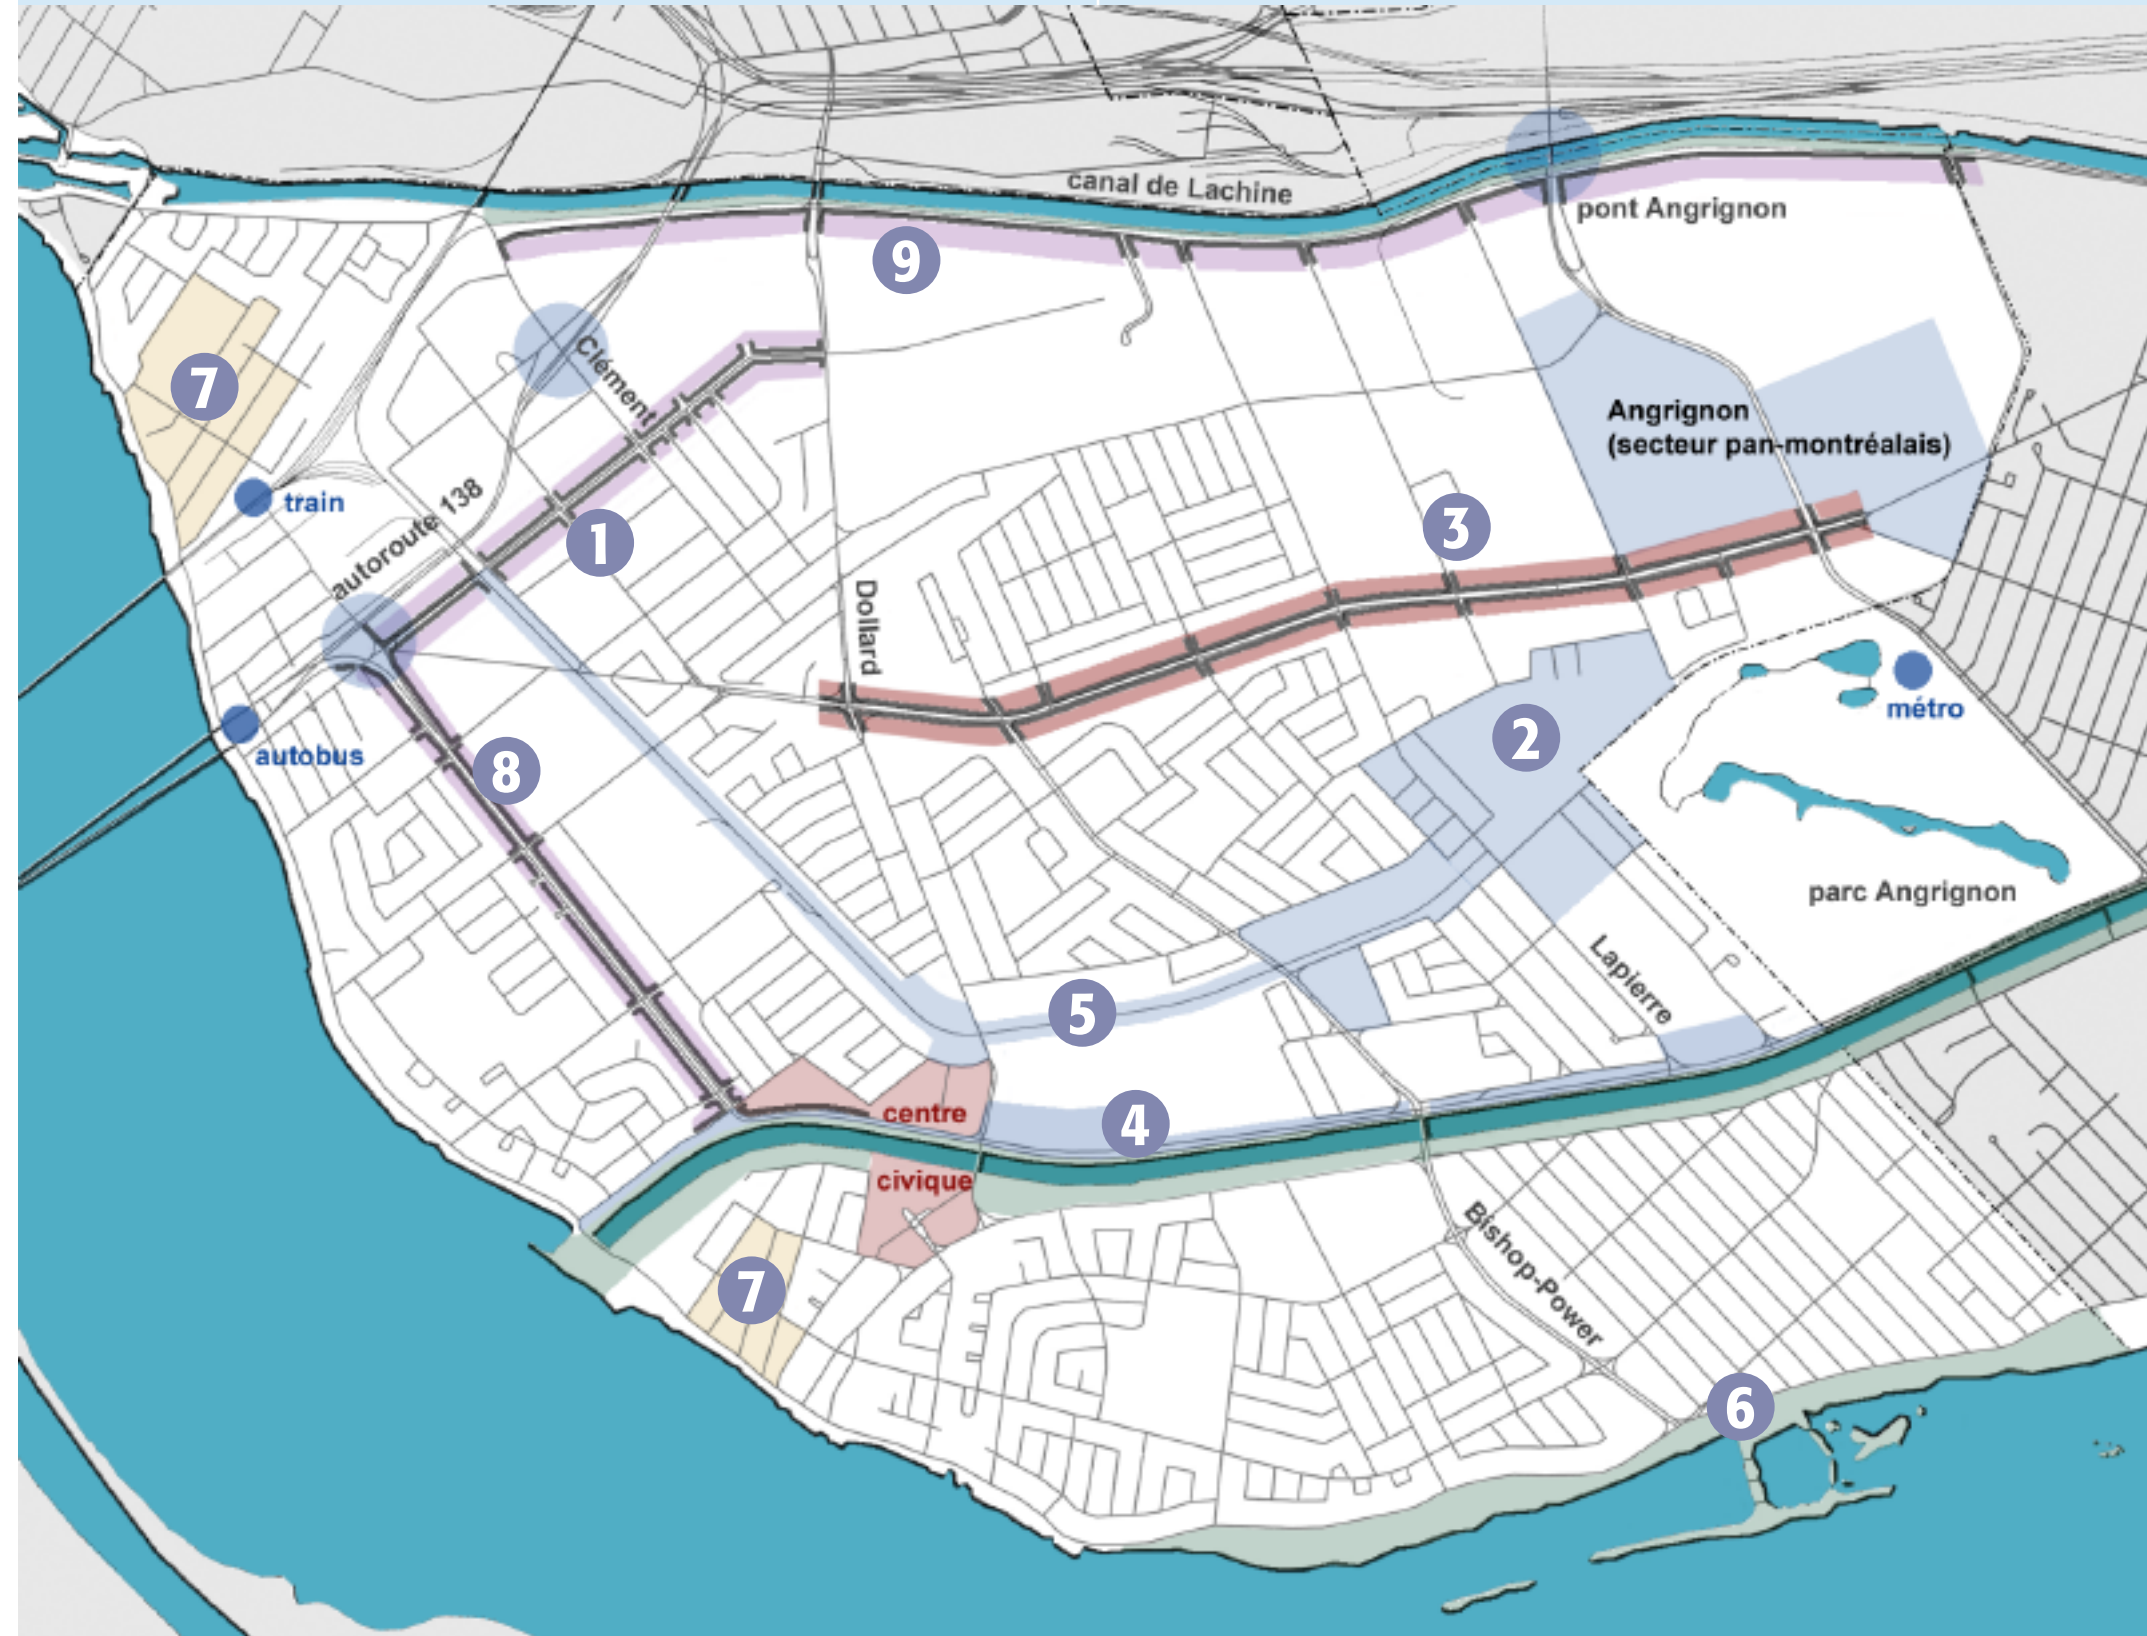 canal de Lachine
pont Angrignon
9
Clément
7
Angrignon
(secteur pan-montréalais)
train
autoroute 138
1
3
Dollard
métro
autobus
8
2
parc Angrignon
Lapierre
5
centre
4
civique
Bishop-Power
7
6